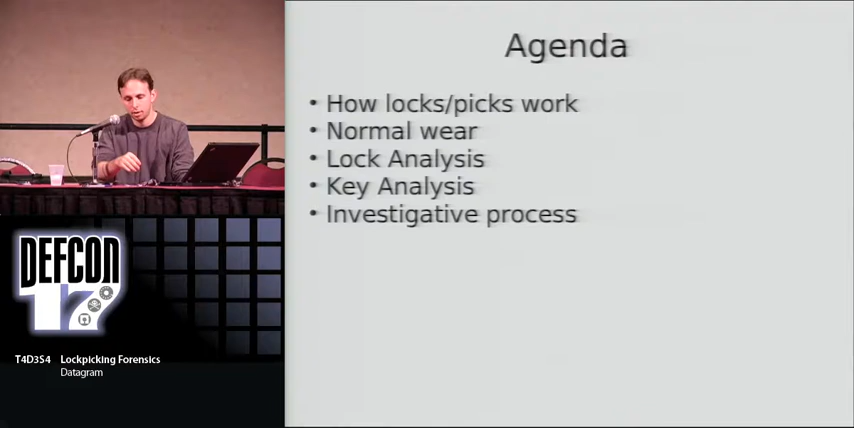 Agenda
• How locks/picks work
• Normal wear
• Lock Analysis
• Key Analysis
• Investigative process
DEFCON
17
T4D3S4 Lockpicking Forensics
Datagram